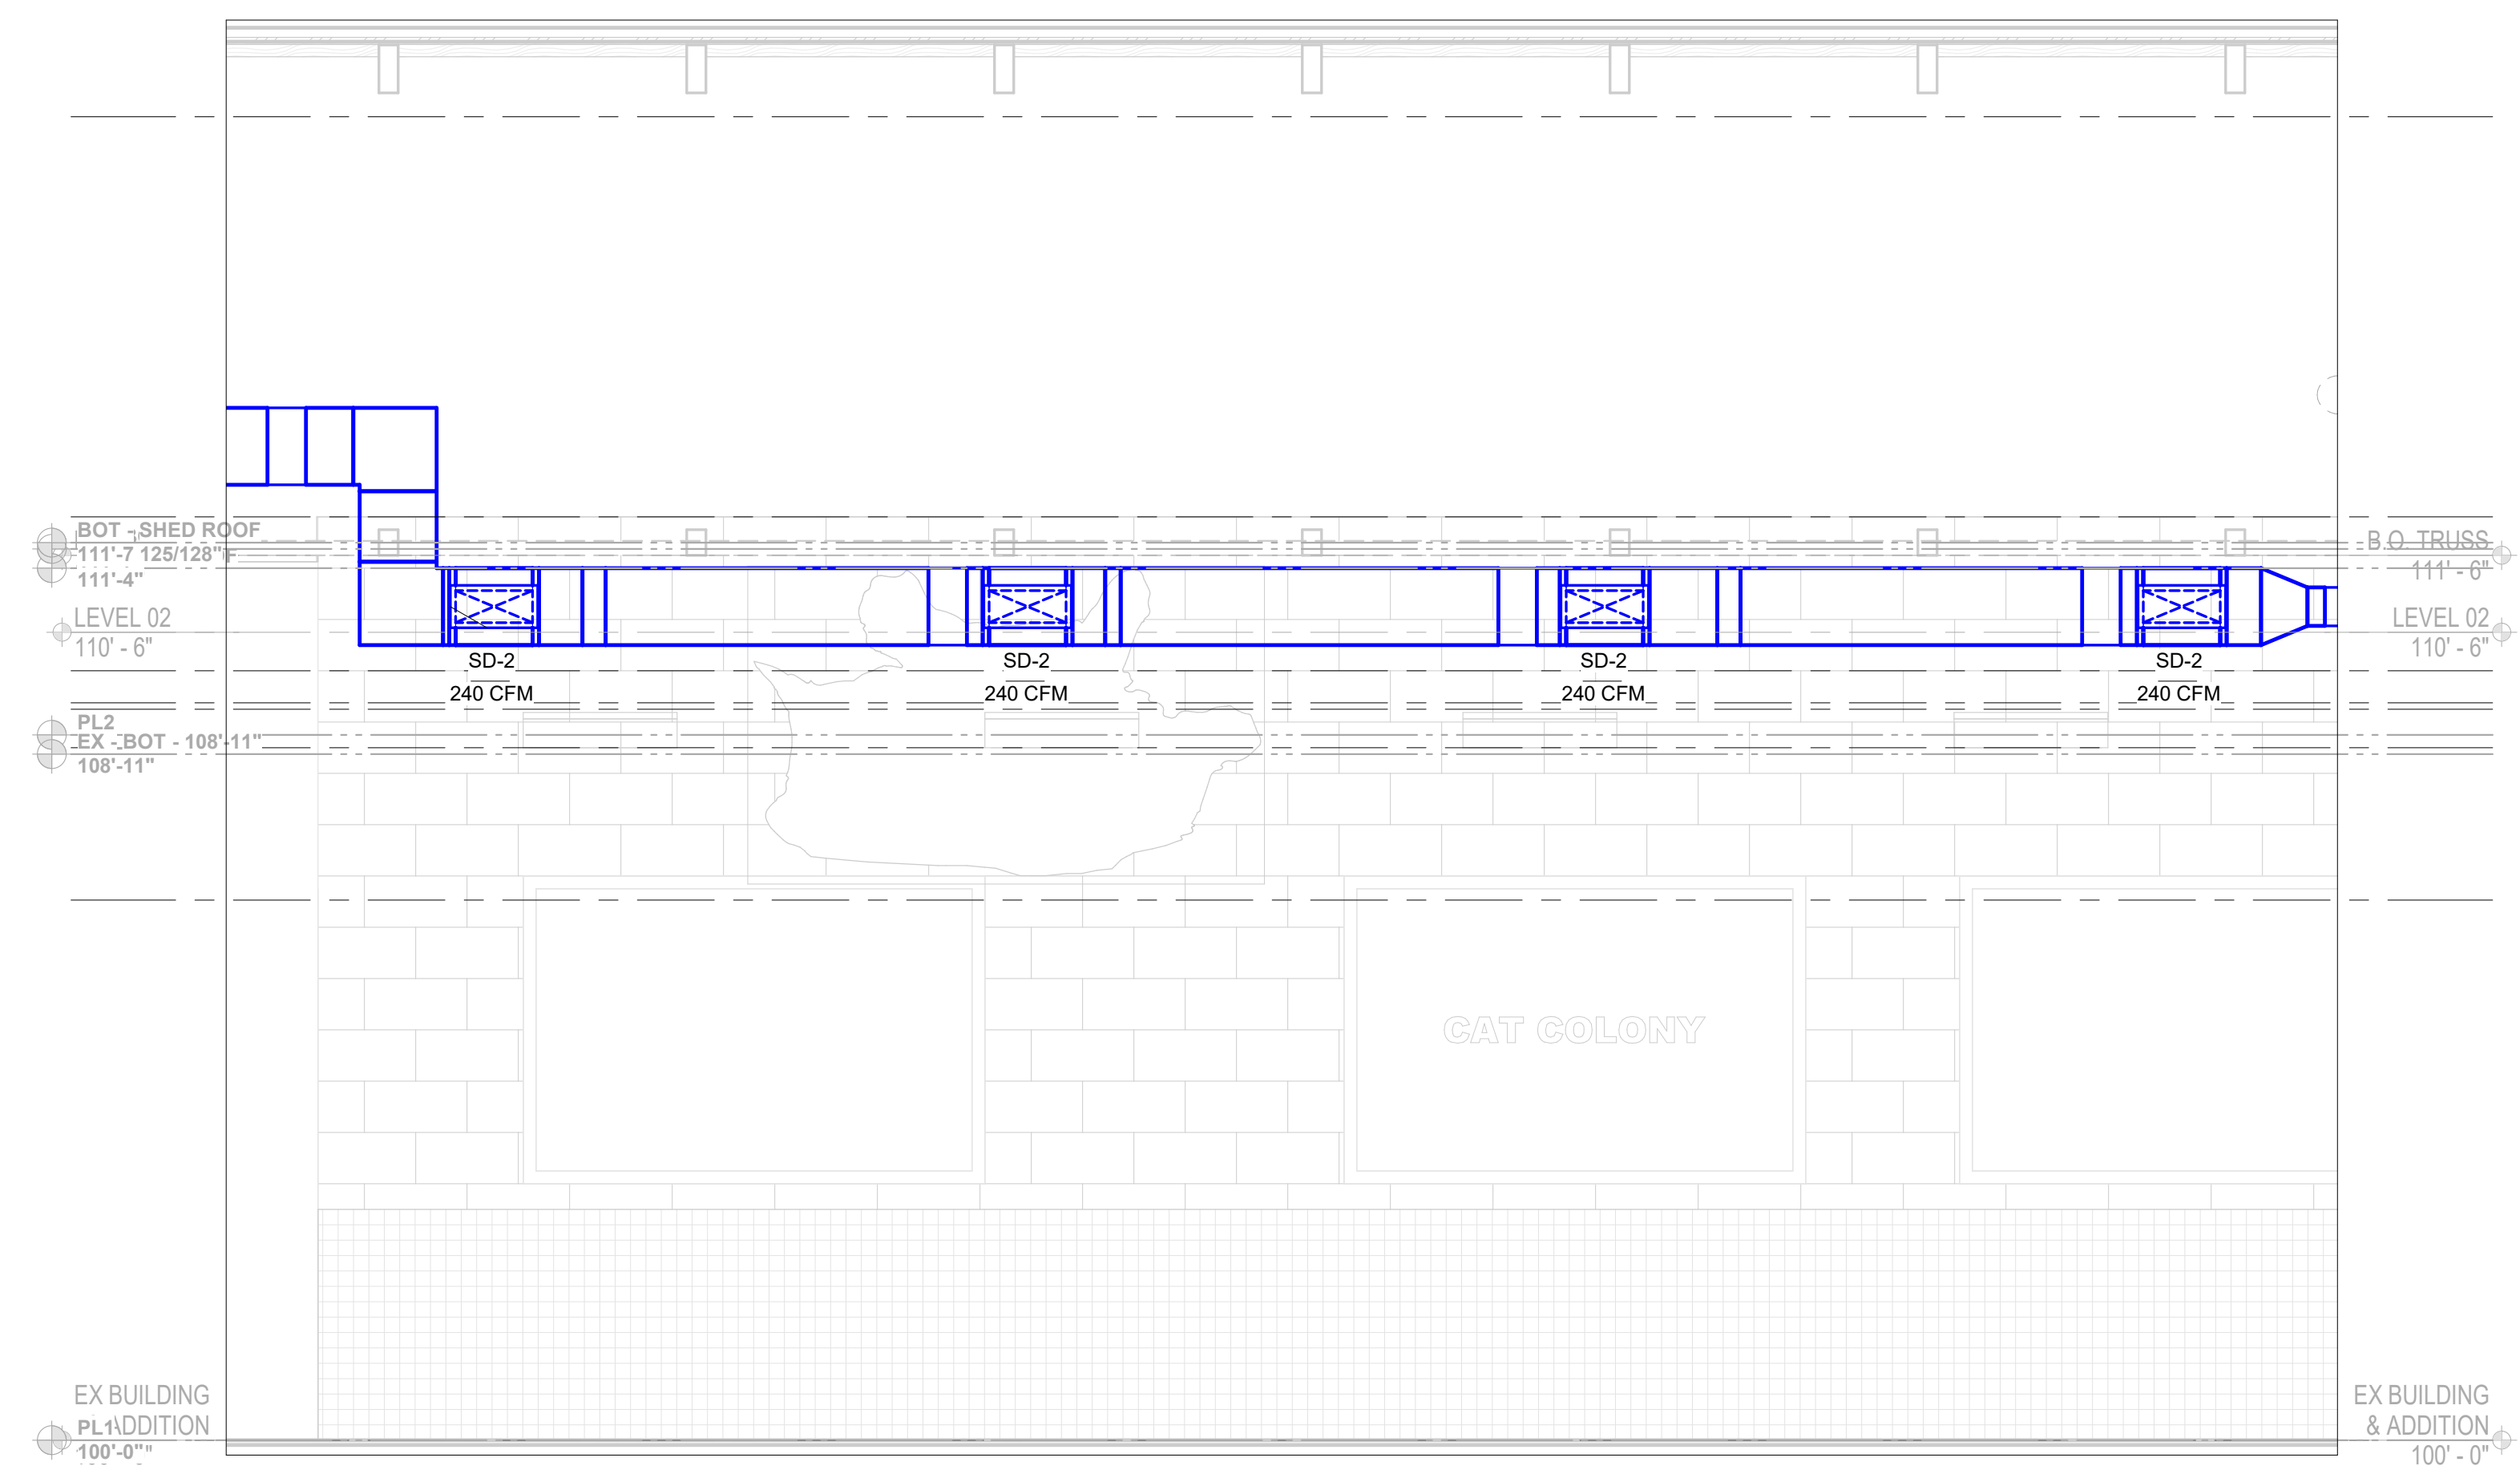 BOT - SHED ROOF
111'-7 125/128"
111'-4"
B.O. TRUSS
111' - 6"
LEVEL 02
110' - 6"
LEVEL 02
110' - 6"
SD-2
240 CFM
SD-2
240 CFM
SD-2
240 CFM
SD-2
240 CFM
PL2
EX - BOT - 108'-11"
108'-11"
CAT COLONY
EX BUILDING
PL1 ADDITION
100'-0"
EX BUILDING
& ADDITION
100' - 0"